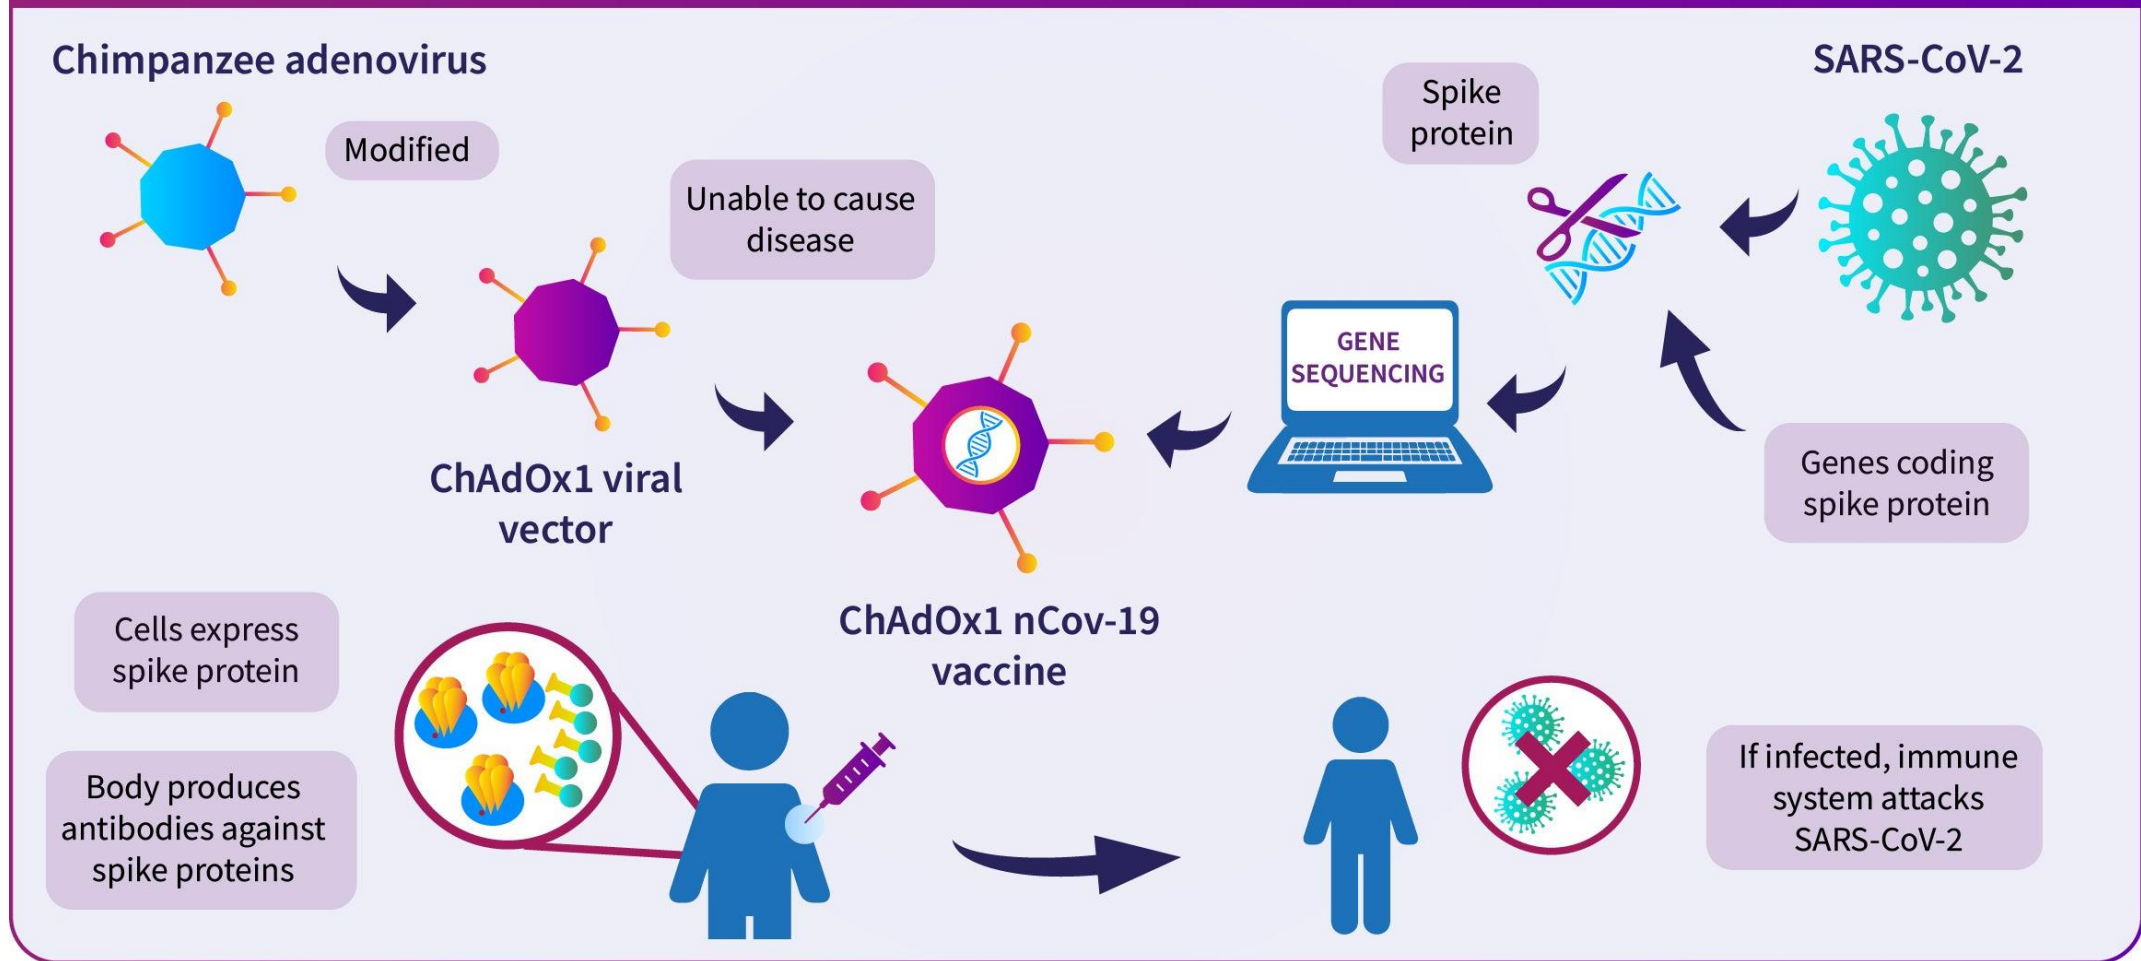 Chimpanzee adenovirus
SARS-CoV-2
Modified
Spike
protein
Unable to cause
disease
GENE
SEQUENCING
ChAdOx1 viral
vector
Genes coding
spike protein
ChAdOx1 nCov-19
vaccine
Cells express
spike protein
Body produces
antibodies against
spike proteins
If infected, immune
system attacks
SARS-CoV-2